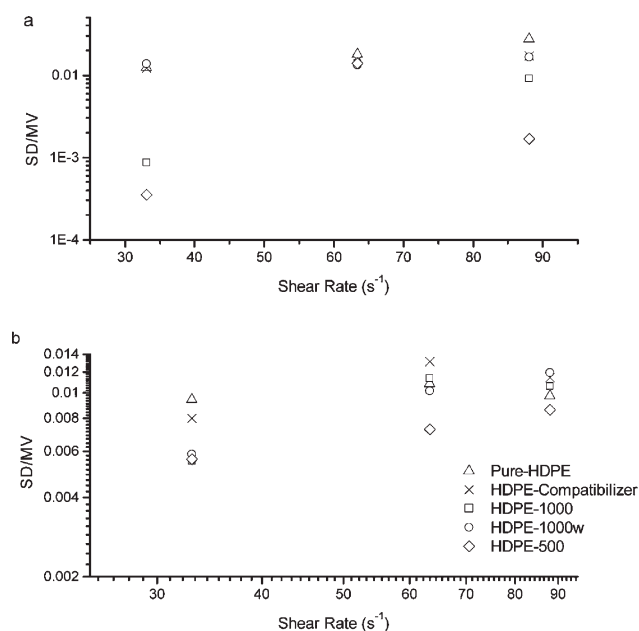 a
0.01
1E-3
1E-4
SD/MV
30 40 50 60 70 80 90
Shear Rate (s⁻¹)
b
0.014
0.012
0.01
0.008
0.006
0.004
0.002
SD/MV
Pure-HDPE
HDPE-Compatibilizer
HDPE-1000
HDPE-1000w
HDPE-500
30 40 50 60 70 80 90
Shear Rate (s⁻¹)